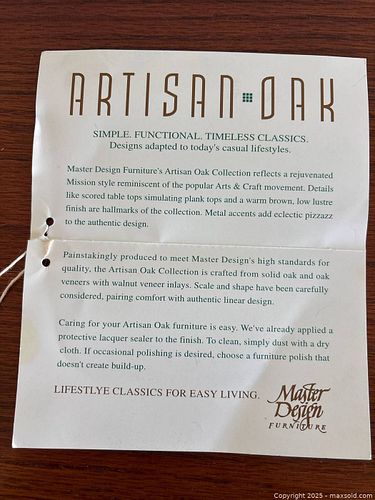 ARTISAN OAK
SIMPLE. FUNCTIONAL. TIMELESS CLASSICS.
Designs adapted to today's casual lifestyles.
Master Design Furniture's Artisan Oak Collection reflects a rejuvenated
Mission style reminiscent of the popular Arts & Craft movement. Details
like scored table tops simulating plank tops and a warm brown, low lustre
finish are hallmarks of the collection. Metal accents add eclectic pizzazz
to the authentic design.
Painstakingly produced to meet Master Design's high standards for
quality, the Artisan Oak Collection is crafted from solid oak and oak
veneers with walnut veneer inlays. Scale and shape have been carefully
considered, pairing comfort with authentic linear design.
Caring for your Artisan Oak furniture is easy. We've already applied a
protective lacquer sealer to the finish. To clean, simply dust with a dry
cloth. If occasional polishing is desired, choose a furniture polish that
doesn't create build-up.
LIFESTLYE CLASSICS FOR EASY LIVING.
Master
Design
FURNITURE
Copyright 2025 - maxsold.com